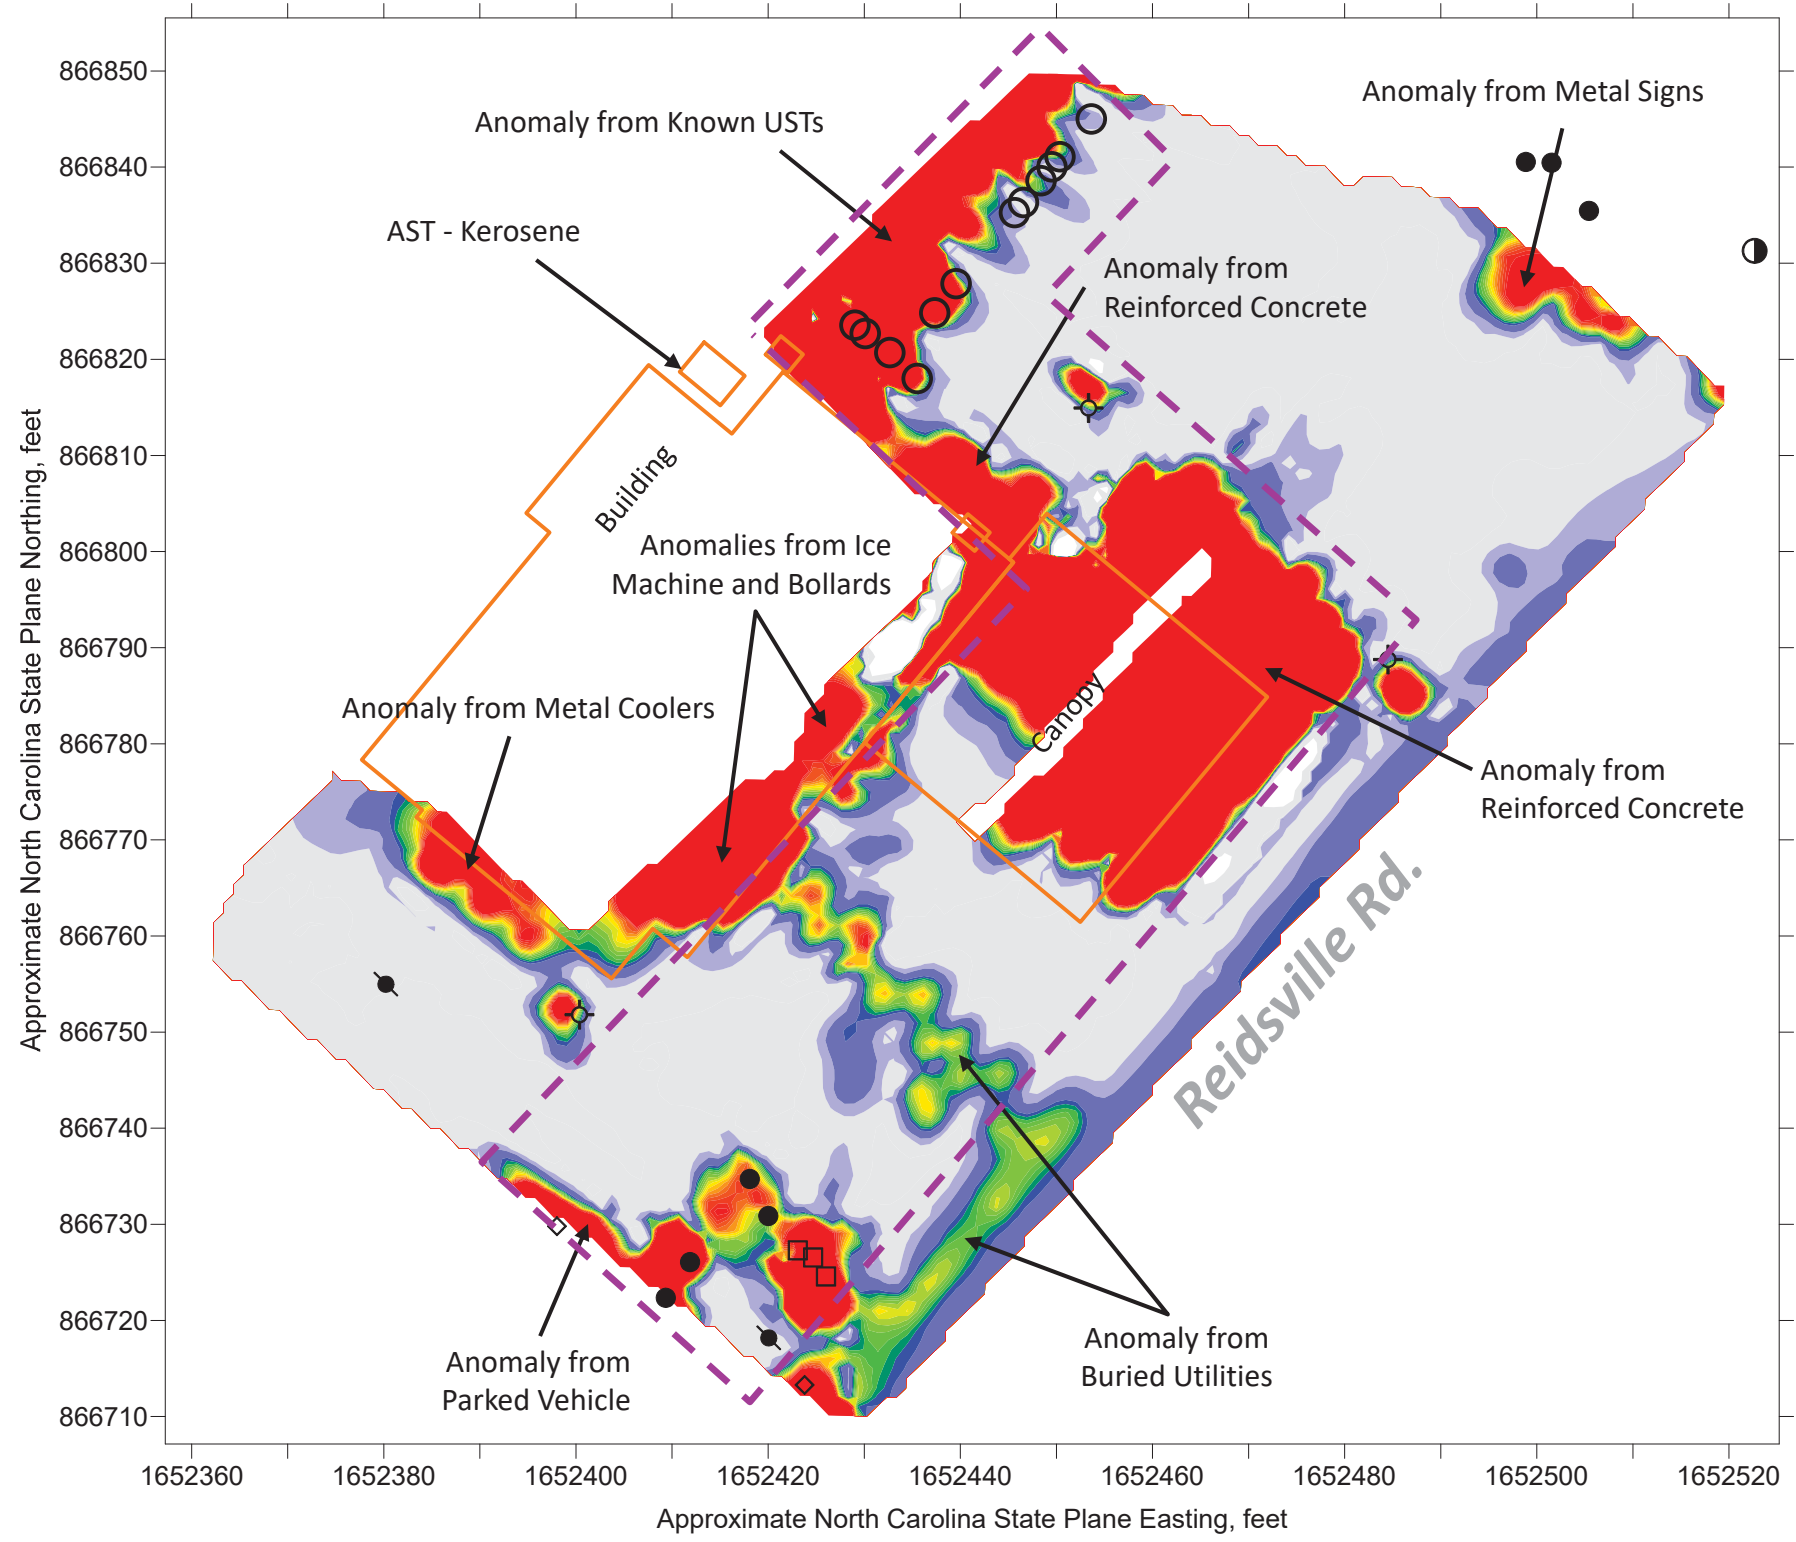 Anomaly from Metal Signs
Anomaly from Known USTs
AST - Kerosene
Anomaly from
Reinforced Concrete
Building
Anomalies from Ice
Machine and Bollards
Anomaly from Metal Coolers
Canopy
Anomaly from
Reinforced Concrete
Reidsville Rd.
Anomaly from
Buried Utilities
Anomaly from
Parked Vehicle
Approximate North Carolina State Plane Northing, feet
866850
866840
866830
866820
866810
866800
866790
866780
866770
866760
866750
866740
866730
866720
866710
1652360 1652380 1652400 1652420 1652440 1652460 1652480 1652500 1652520
Approximate North Carolina State Plane Easting, feet